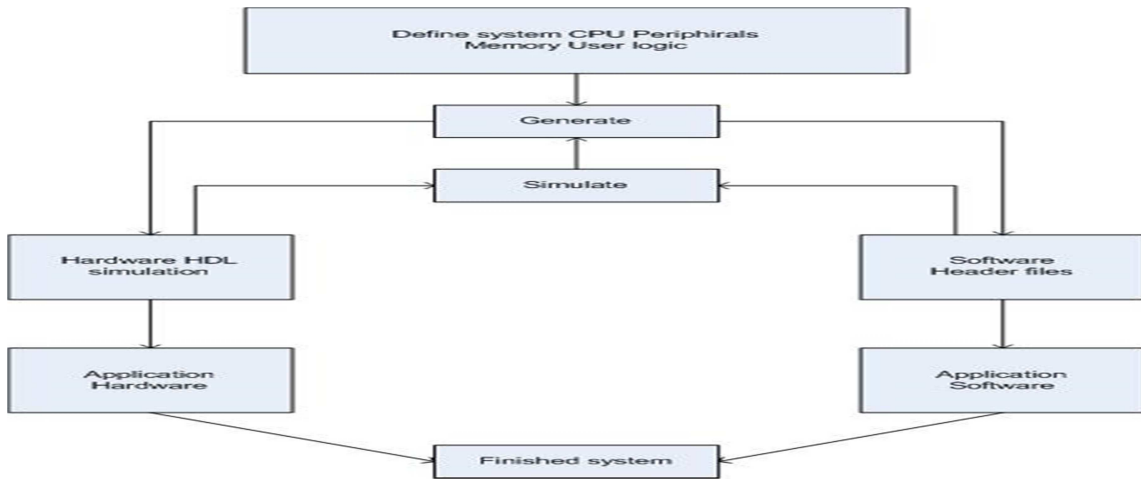 Define system CPU Periphirals
Memory User logic
Generate
Simulate
Hardware HDL
simulation
Software
Header files
Application
Hardware
Application
Software
Finished system